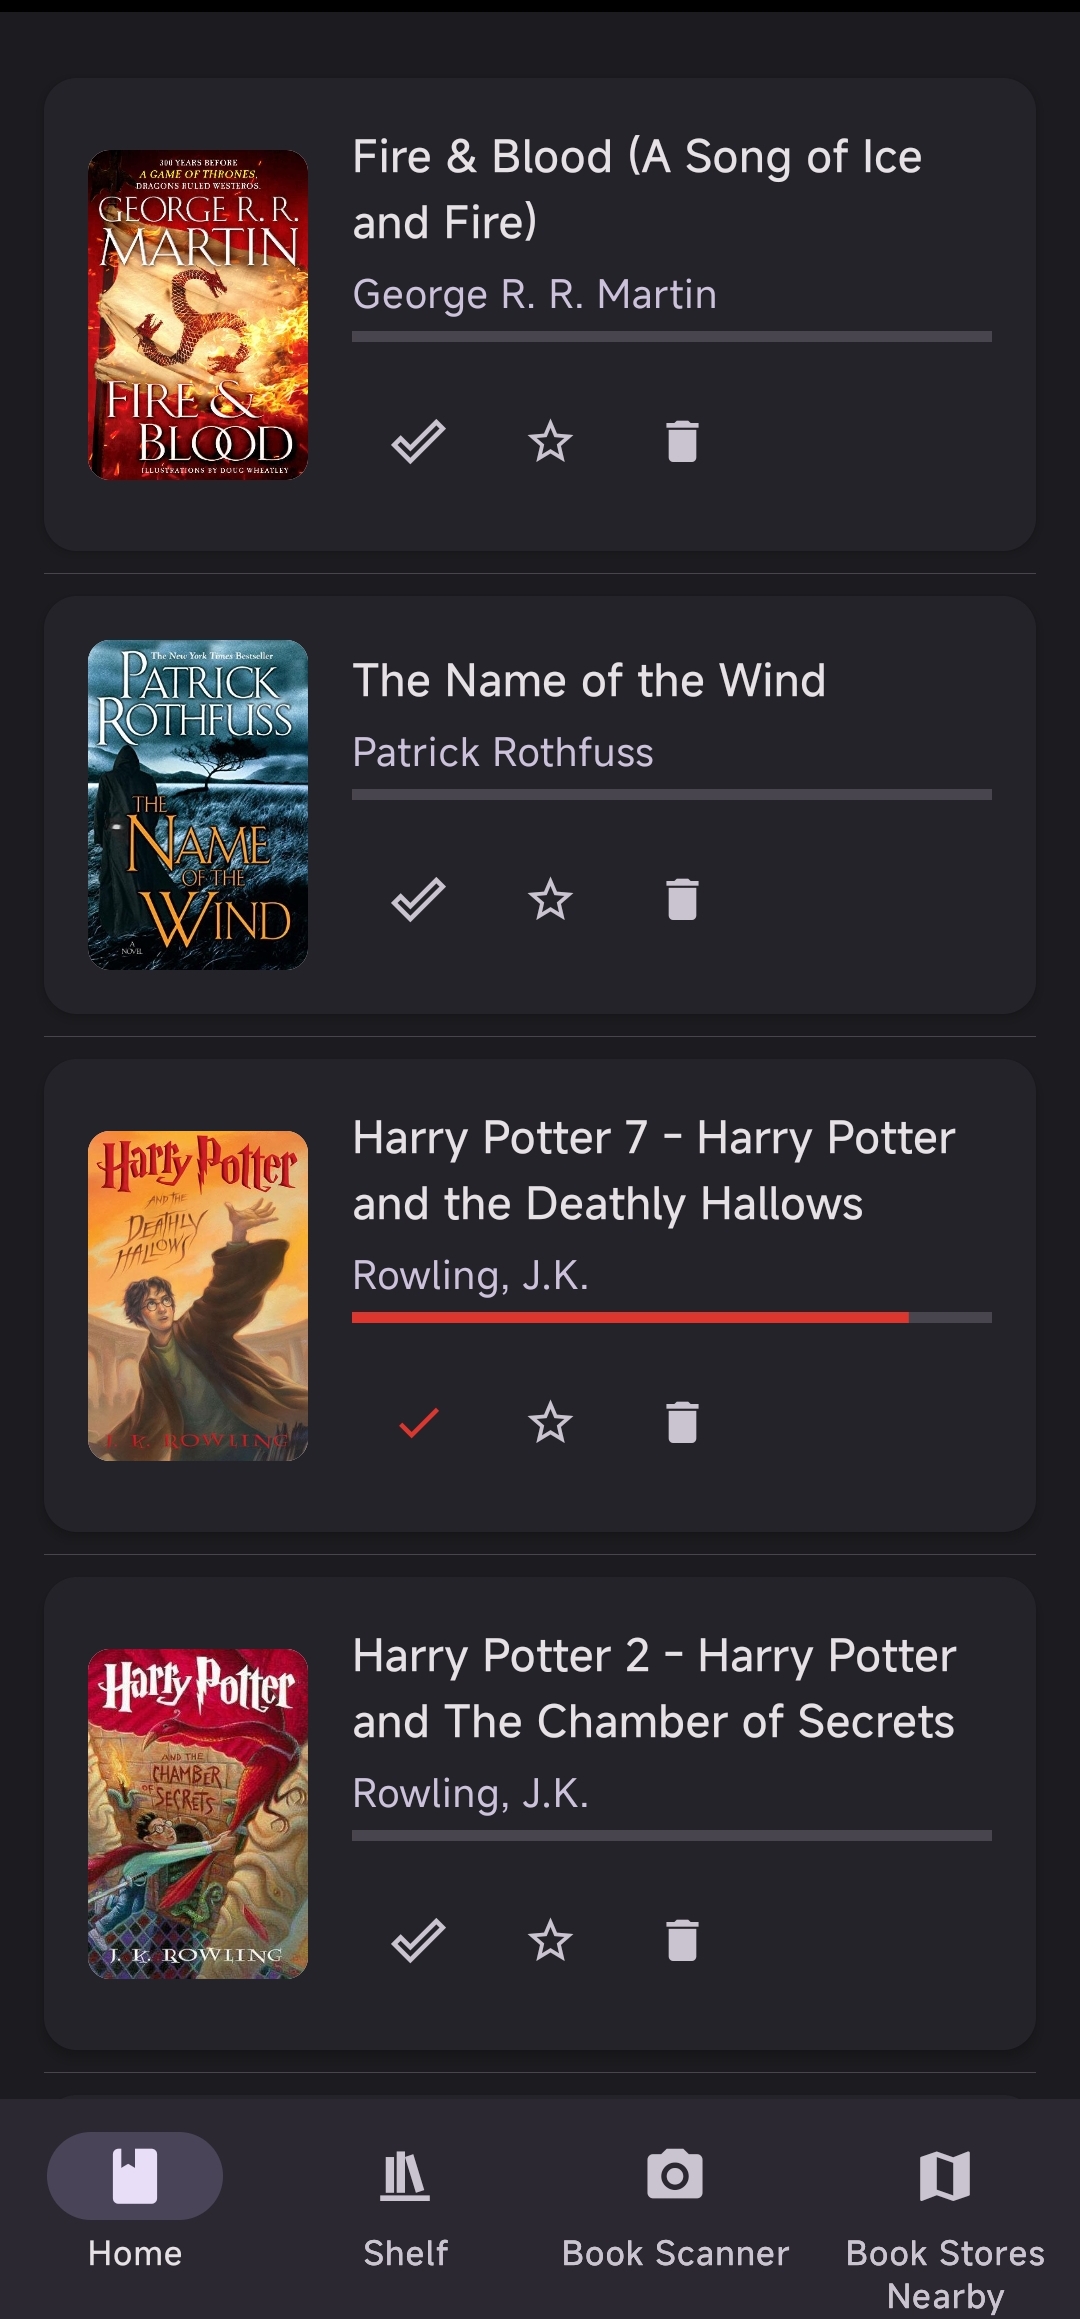 300 YEARS BEFORE
A GAME OF THRONES,
DRAGONS RULED WESTEROS.
GEORGE R. R.
MARTIN
FIRE &
BLOOD
ILLUSTRATIONS BY DOUG WHEATLEY
Fire & Blood (A Song of Ice
and Fire)
George R. R. Martin
The New York Times Bestseller
PATRICK
ROTHFUSS
THE
NAME
OF THE
WIND
A
NOVEL
The Name of the Wind
Patrick Rothfuss
Harry Potter
AND THE
DEATHLY
HALLOWS
J. K. ROWLING
Harry Potter 7 - Harry Potter
and the Deathly Hallows
Rowling, J.K.
Harry Potter
AND THE
CHAMBER
OF SECRETS
J. K. ROWLING
Harry Potter 2 - Harry Potter
and The Chamber of Secrets
Rowling, J.K.
Home
Shelf
Book Scanner
Book Stores
Nearby